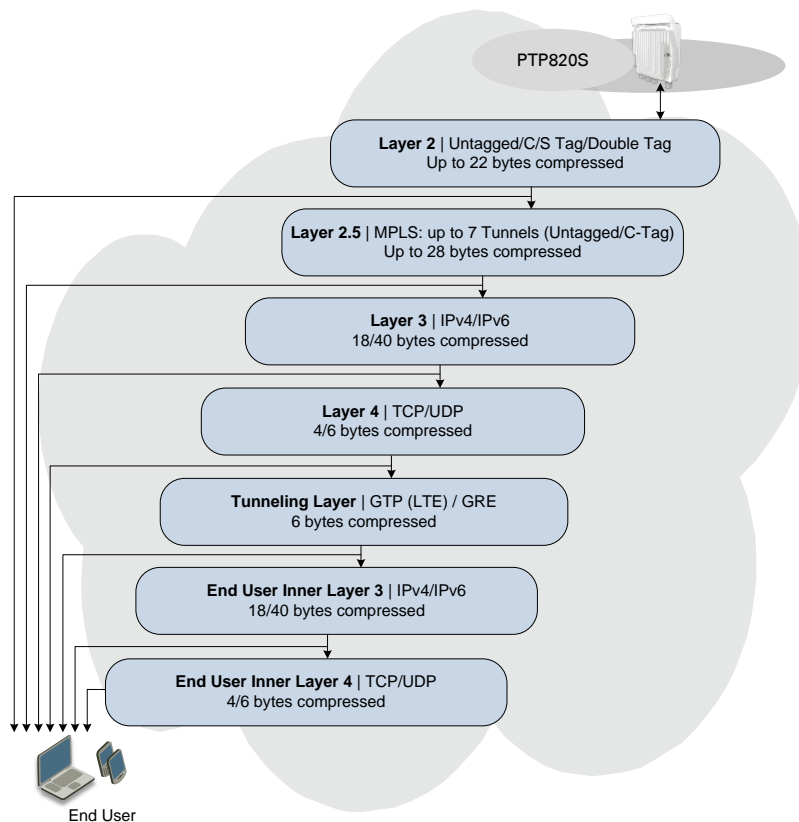 PTP820S
Layer 2 | Untagged/C/S Tag/Double Tag
Up to 22 bytes compressed
Layer 2.5 | MPLS: up to 7 Tunnels (Untagged/C-Tag)
Up to 28 bytes compressed
Layer 3 | IPv4/IPv6
18/40 bytes compressed
Layer 4 | TCP/UDP
4/6 bytes compressed
Tunneling Layer | GTP (LTE) / GRE
6 bytes compressed
End User Inner Layer 3 | IPv4/IPv6
18/40 bytes compressed
End User Inner Layer 4 | TCP/UDP
4/6 bytes compressed
End User